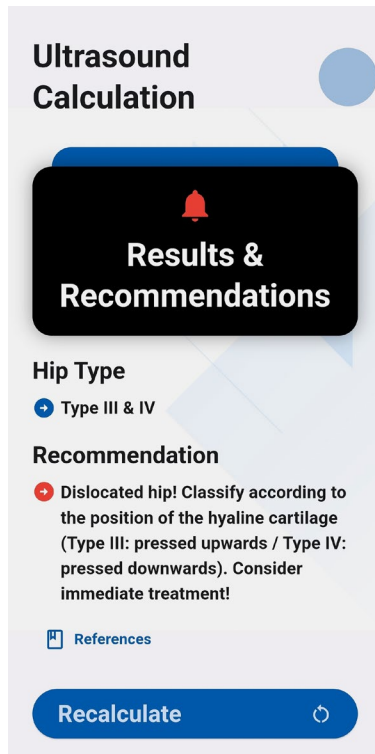 Ultrasound
Calculation
Results &
Recommendations
Hip Type
Type III & IV
Recommendation
Dislocated hip! Classify according to
the position of the hyaline cartilage
(Type III: pressed upwards / Type IV:
pressed downwards). Consider
immediate treatment!
References
Recalculate